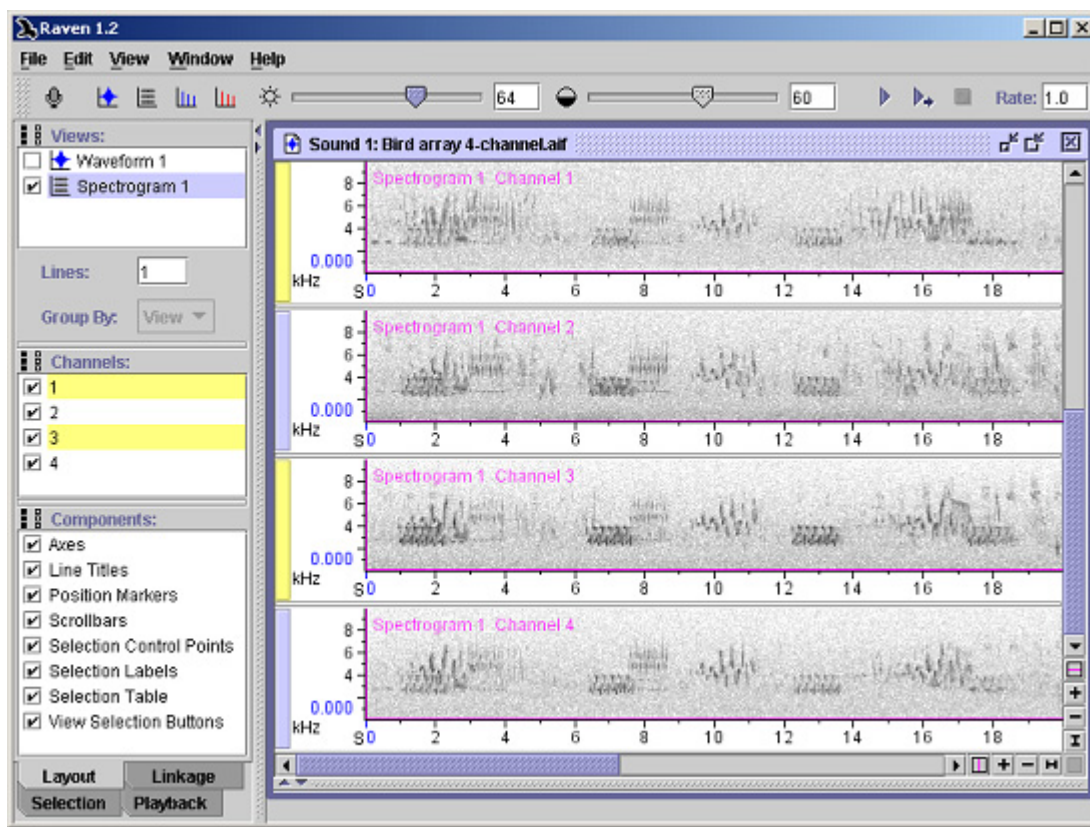 Raven 1.2
File Edit View Window Help
64 60 Rate: 1.0
Views:
Waveform 1
Spectrogram 1
Lines: 1
Group By: View
Channels:
1
2
3
4
Components:
Axes
Line Titles
Position Markers
Scrollbars
Selection Control Points
Selection Labels
Selection Table
View Selection Buttons
Layout Linkage
Selection Playback
Sound 1: Bird array 4-channel.aif
Spectrogram 1 Channel 1
8
6
4
0.000
kHz
S 0 2 4 6 8 10 12 14 16 18
Spectrogram 1 Channel 2
8
6
4
0.000
kHz
S 0 2 4 6 8 10 12 14 16 18
Spectrogram 1 Channel 3
8
6
4
0.000
kHz
S 0 2 4 6 8 10 12 14 16 18
Spectrogram 1 Channel 4
8
6
4
0.000
kHz
S 0 2 4 6 8 10 12 14 16 18